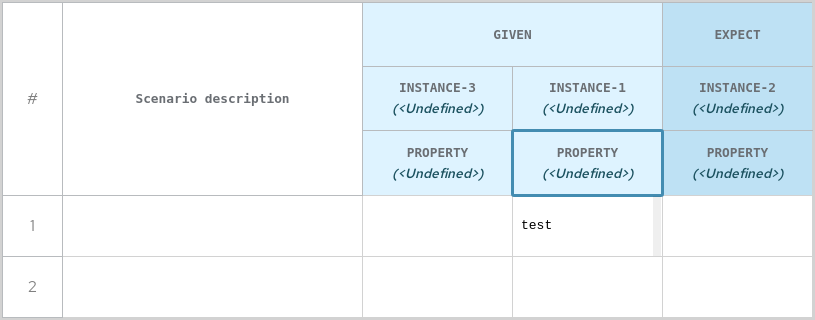 GIVEN
EXPECT
#
Scenario description
INSTANCE-3
(<Undefined>)
INSTANCE-1
(<Undefined>)
INSTANCE-2
(<Undefined>)
PROPERTY
(<Undefined>)
PROPERTY
(<Undefined>)
PROPERTY
(<Undefined>)
1
test
2